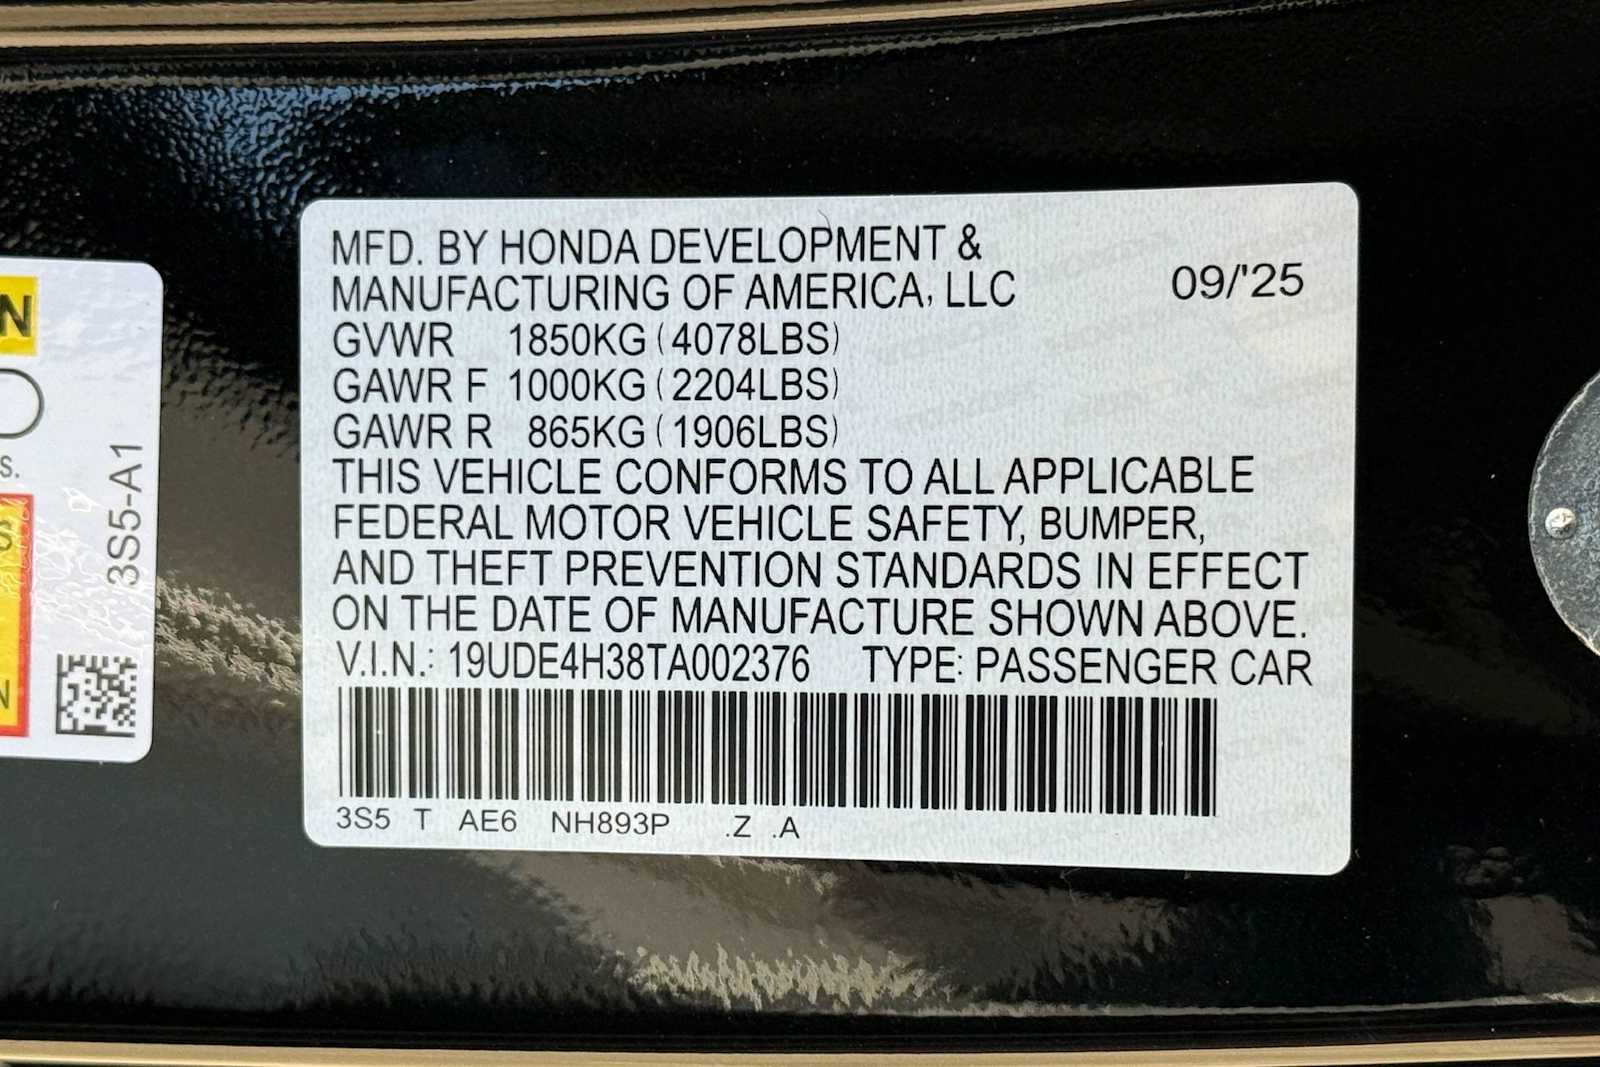 MFD. BY HONDA DEVELOPMENT &
MANUFACTURING OF AMERICA, LLC
09/'25
GVWR 1850KG (4078LBS)
GAWR F 1000KG (2204LBS)
GAWR R 865KG (1906LBS)
THIS VEHICLE CONFORMS TO ALL APPLICABLE
FEDERAL MOTOR VEHICLE SAFETY, BUMPER,
AND THEFT PREVENTION STANDARDS IN EFFECT
ON THE DATE OF MANUFACTURE SHOWN ABOVE.
V.I.N.: 19UDE4H38TA002376 TYPE: PASSENGER CAR
3S5 T AE6 NH893P .Z .A
N
S.
S
N
3S5-A1